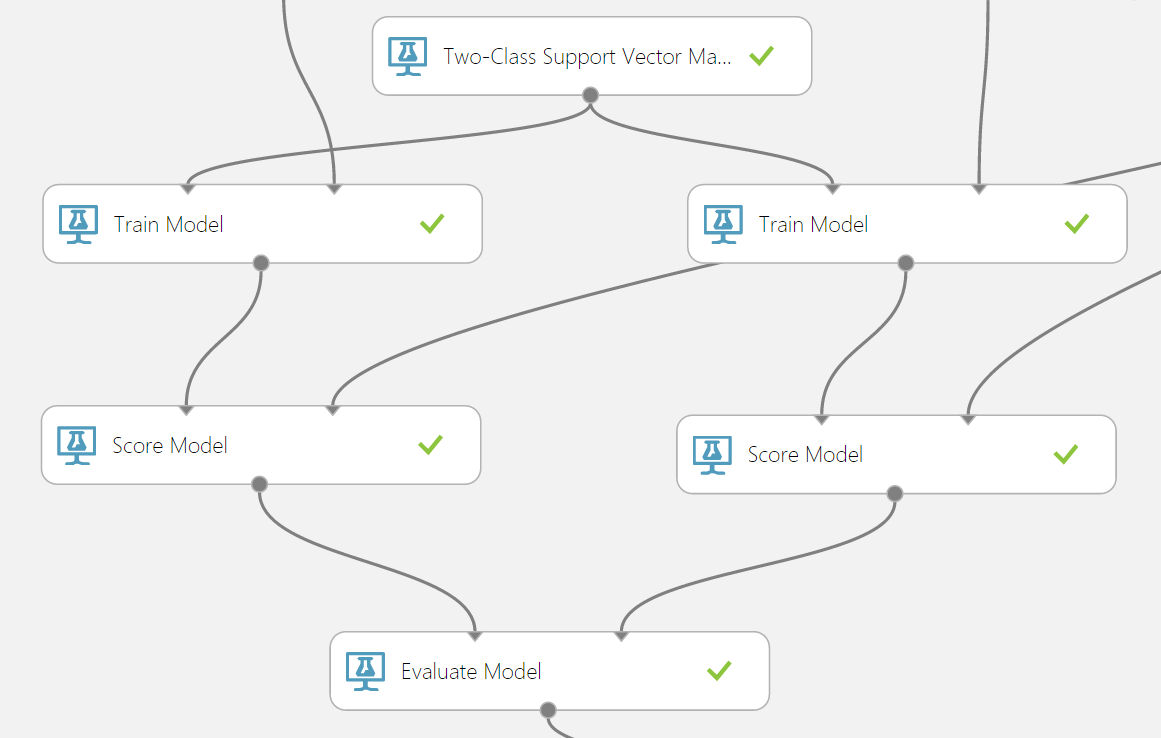 Two-Class Support Vector Ma...
Train Model
Train Model
Score Model
Score Model
Evaluate Model